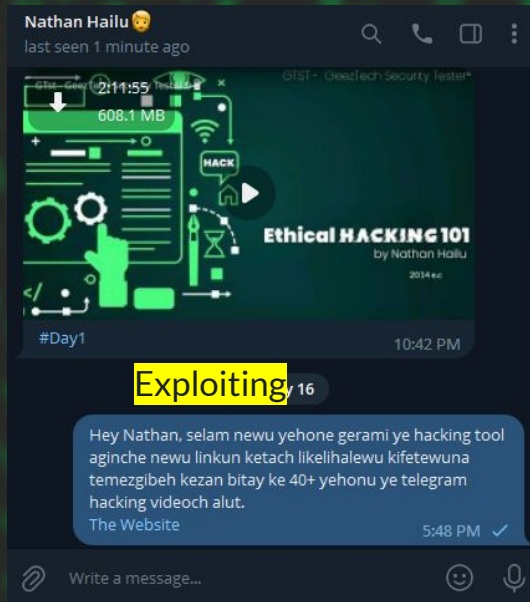 Nathan Hailu
last seen 1 minute ago
GTST - GeezTech Security Tester
2:11:55
608.1 MB
HACK
Ethical HACKING 101
by Nathan Hailu
2014 e.c
</
#Day1
10:42 PM
Exploiting
16
Hey Nathan, selam newu yehone gerami ye hacking tool
aginche newu linkun ketach likelihalewu kifetewuna
temezgibeh kezan bitay ke 40+ yehonu ye telegram
hacking videoch alut.
The Website
5:48 PM
Write a message...